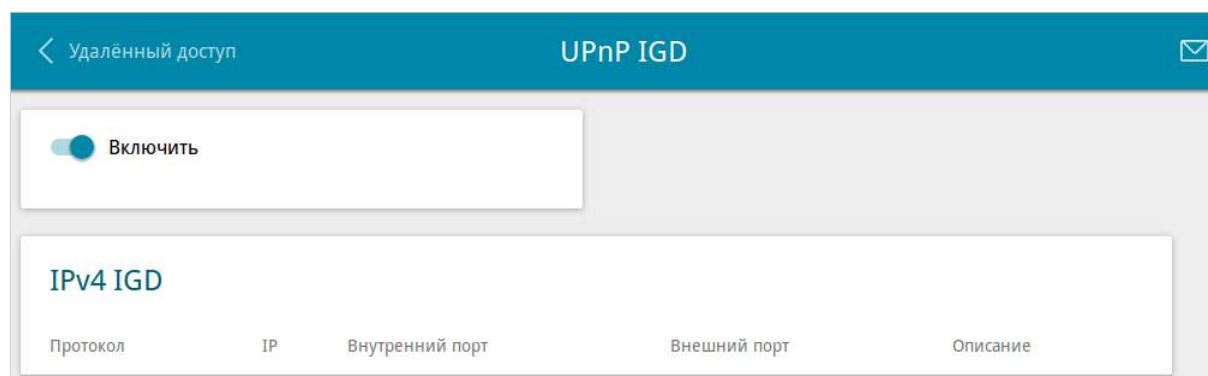 Удалённый доступ UPnP IGD
Включить
IPv4 IGD
Протокол IP Внутренний порт Внешний порт Описание